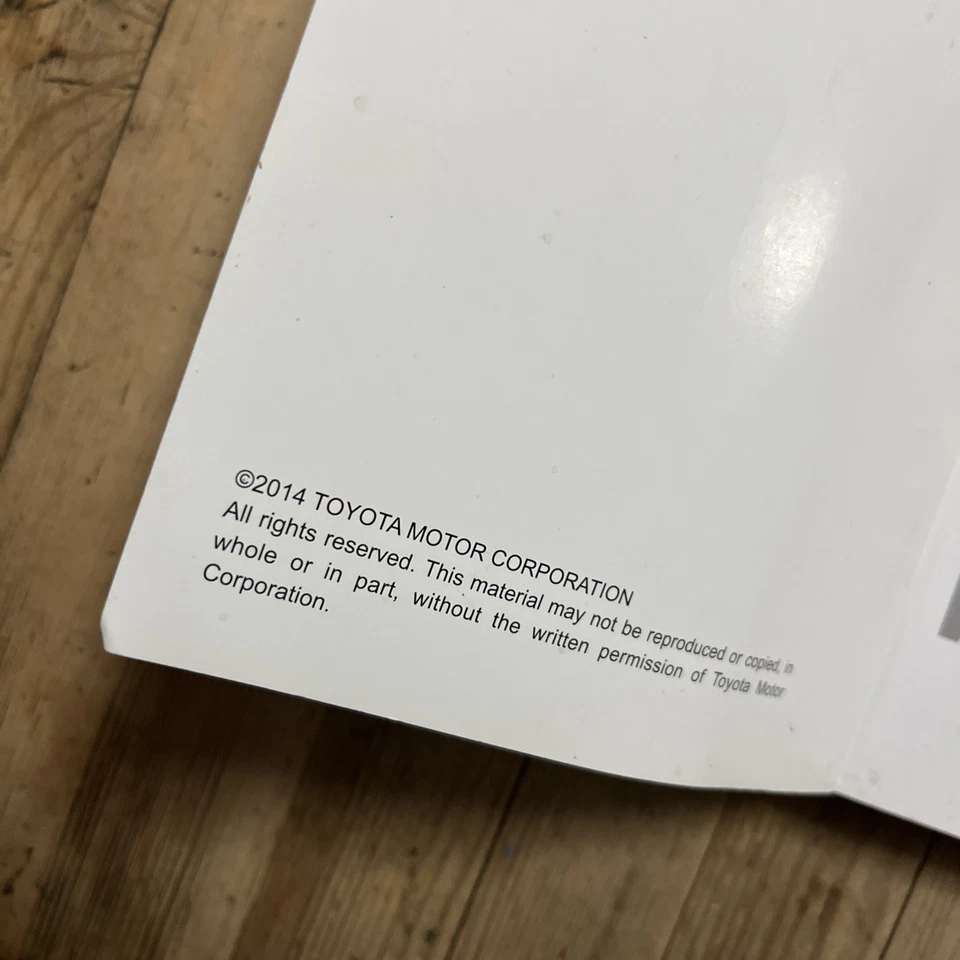 ©2014 TOYOTA MOTOR CORPORATION
All rights reserved. This material may not be reproduced or copied, in
whole or in part, without the written permission of Toyota Motor
Corporation.